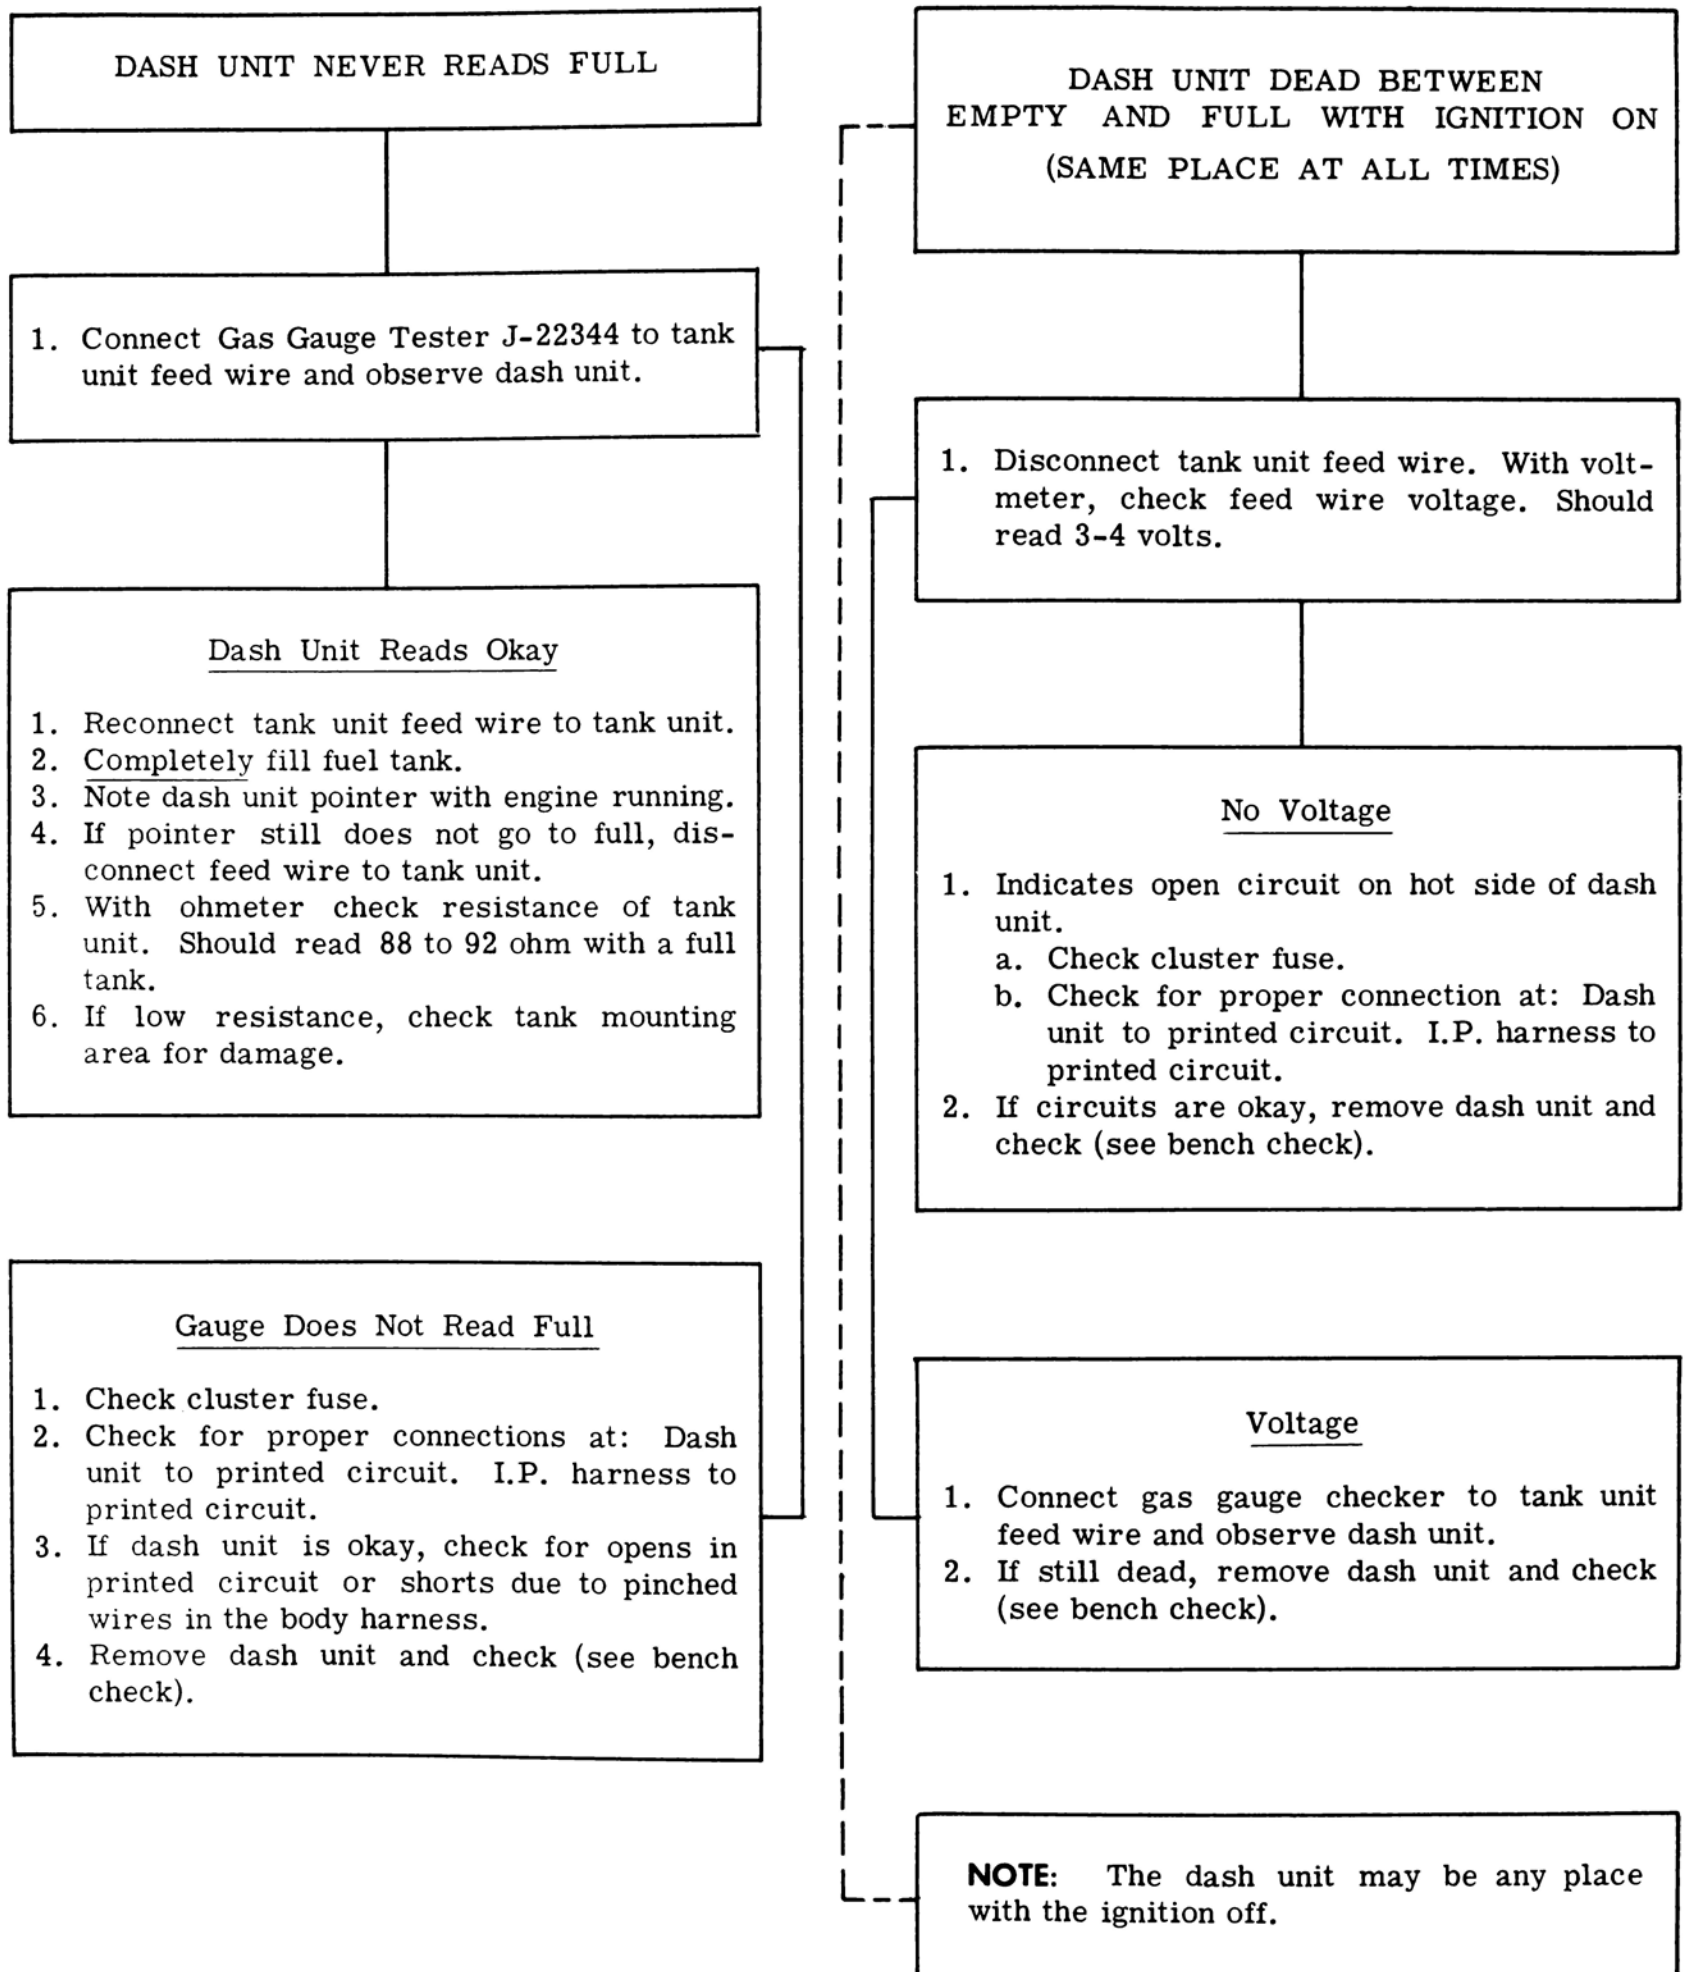 DASH UNIT NEVER READS FULL
1. Connect Gas Gauge Tester J-22344 to tank
unit feed wire and observe dash unit.
Dash Unit Reads Okay
1. Reconnect tank unit feed wire to tank unit.
2. Completely fill fuel tank.
3. Note dash unit pointer with engine running.
4. If pointer still does not go to full, dis-
connect feed wire to tank unit.
5. With ohmeter check resistance of tank
unit. Should read 88 to 92 ohm with a full
tank.
6. If low resistance, check tank mounting
area for damage.
Gauge Does Not Read Full
1. Check cluster fuse.
2. Check for proper connections at: Dash
unit to printed circuit. I.P. harness to
printed circuit.
3. If dash unit is okay, check for opens in
printed circuit or shorts due to pinched
wires in the body harness.
4. Remove dash unit and check (see bench
check).
DASH UNIT DEAD BETWEEN
EMPTY AND FULL WITH IGNITION ON
(SAME PLACE AT ALL TIMES)
1. Disconnect tank unit feed wire. With volt-
meter, check feed wire voltage. Should
read 3-4 volts.
No Voltage
1. Indicates open circuit on hot side of dash
unit.
a. Check cluster fuse.
b. Check for proper connection at: Dash
unit to printed circuit. I.P. harness to
printed circuit.
2. If circuits are okay, remove dash unit and
check (see bench check).
Voltage
1. Connect gas gauge checker to tank unit
feed wire and observe dash unit.
2. If still dead, remove dash unit and check
(see bench check).
NOTE: The dash unit may be any place
with the ignition off.